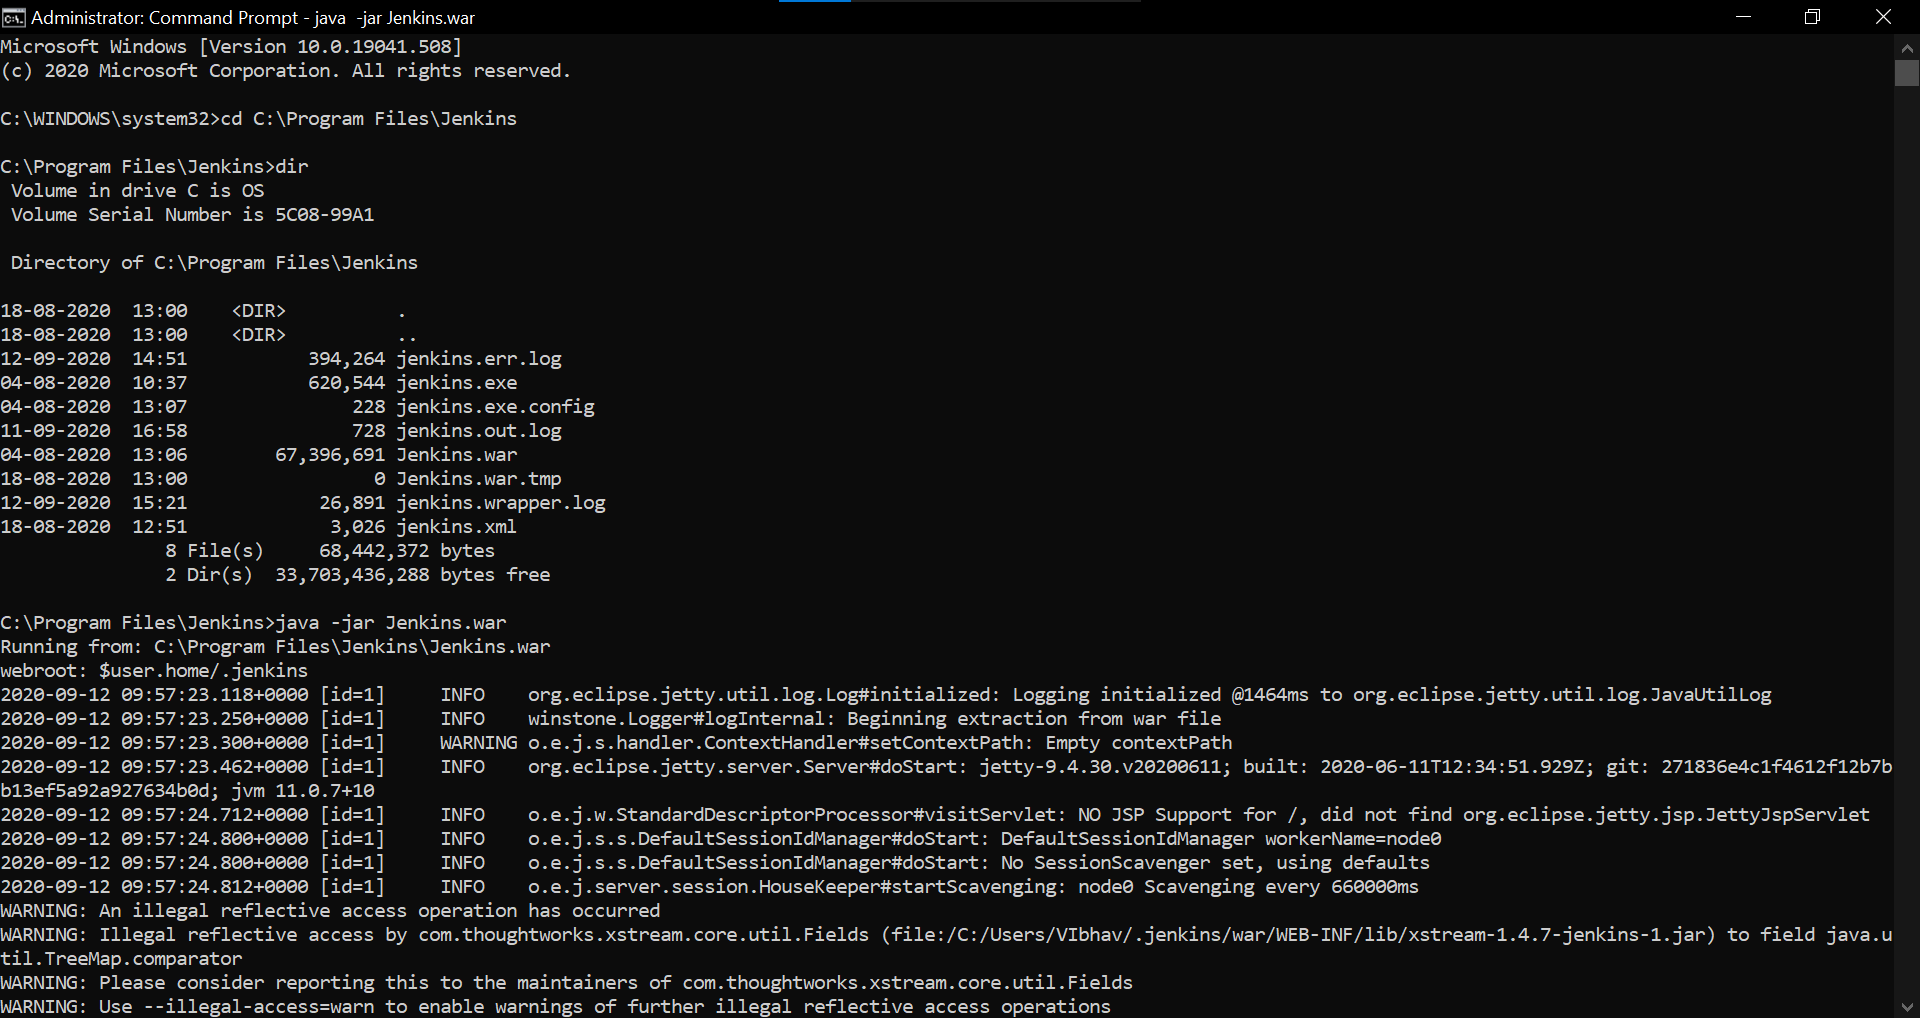 Administrator: Command Prompt - java  -jar Jenkins.war
Microsoft Windows [Version 10.0.19041.508]
(c) 2020 Microsoft Corporation. All rights reserved.
C:\WINDOWS\system32>cd C:\Program Files\Jenkins
C:\Program Files\Jenkins>dir
 Volume in drive C is OS
 Volume Serial Number is 5C08-99A1
 Directory of C:\Program Files\Jenkins
18-08-2020  13:00    <DIR>          .
18-08-2020  13:00    <DIR>          ..
12-09-2020  14:51           394,264 jenkins.err.log
04-08-2020  10:37           620,544 jenkins.exe
04-08-2020  13:07               228 jenkins.exe.config
11-09-2020  16:58               728 jenkins.out.log
04-08-2020  13:06        67,396,691 Jenkins.war
18-08-2020  13:00                 0 Jenkins.war.tmp
12-09-2020  15:21            26,891 jenkins.wrapper.log
18-08-2020  12:51             3,026 jenkins.xml
               8 File(s)     68,442,372 bytes
               2 Dir(s)  33,703,436,288 bytes free
C:\Program Files\Jenkins>java -jar Jenkins.war
Running from: C:\Program Files\Jenkins\Jenkins.war
webroot: $user.home/.jenkins
2020-09-12 09:57:23.118+0000 [id=1]     INFO    org.eclipse.jetty.util.log.Log#initialized: Logging initialized @1464ms to org.eclipse.jetty.util.log.JavaUtilLog
2020-09-12 09:57:23.250+0000 [id=1]     INFO    winstone.Logger#logInternal: Beginning extraction from war file
2020-09-12 09:57:23.300+0000 [id=1]     WARNING o.e.j.s.handler.ContextHandler#setContextPath: Empty contextPath
2020-09-12 09:57:23.462+0000 [id=1]     INFO    org.eclipse.jetty.server.Server#doStart: jetty-9.4.30.v20200611; built: 2020-06-11T12:34:51.929Z; git: 271836e4c1f4612f12b7b
b13ef5a92a927634b0d; jvm 11.0.7+10
2020-09-12 09:57:24.712+0000 [id=1]     INFO    o.e.j.w.StandardDescriptorProcessor#visitServlet: NO JSP Support for /, did not find org.eclipse.jetty.jsp.JettyJspServlet
2020-09-12 09:57:24.800+0000 [id=1]     INFO    o.e.j.s.s.DefaultSessionIdManager#doStart: DefaultSessionIdManager workerName=node0
2020-09-12 09:57:24.800+0000 [id=1]     INFO    o.e.j.s.s.DefaultSessionIdManager#doStart: No SessionScavenger set, using defaults
2020-09-12 09:57:24.812+0000 [id=1]     INFO    o.e.j.server.session.HouseKeeper#startScavenging: node0 Scavenging every 660000ms
WARNING: An illegal reflective access operation has occurred
WARNING: Illegal reflective access by com.thoughtworks.xstream.core.util.Fields (file:/C:/Users/VIbhav/.jenkins/war/WEB-INF/lib/xstream-1.4.7-jenkins-1.jar) to field java.u
til.TreeMap.comparator
WARNING: Please consider reporting this to the maintainers of com.thoughtworks.xstream.core.util.Fields
WARNING: Use --illegal-access=warn to enable warnings of further illegal reflective access operations